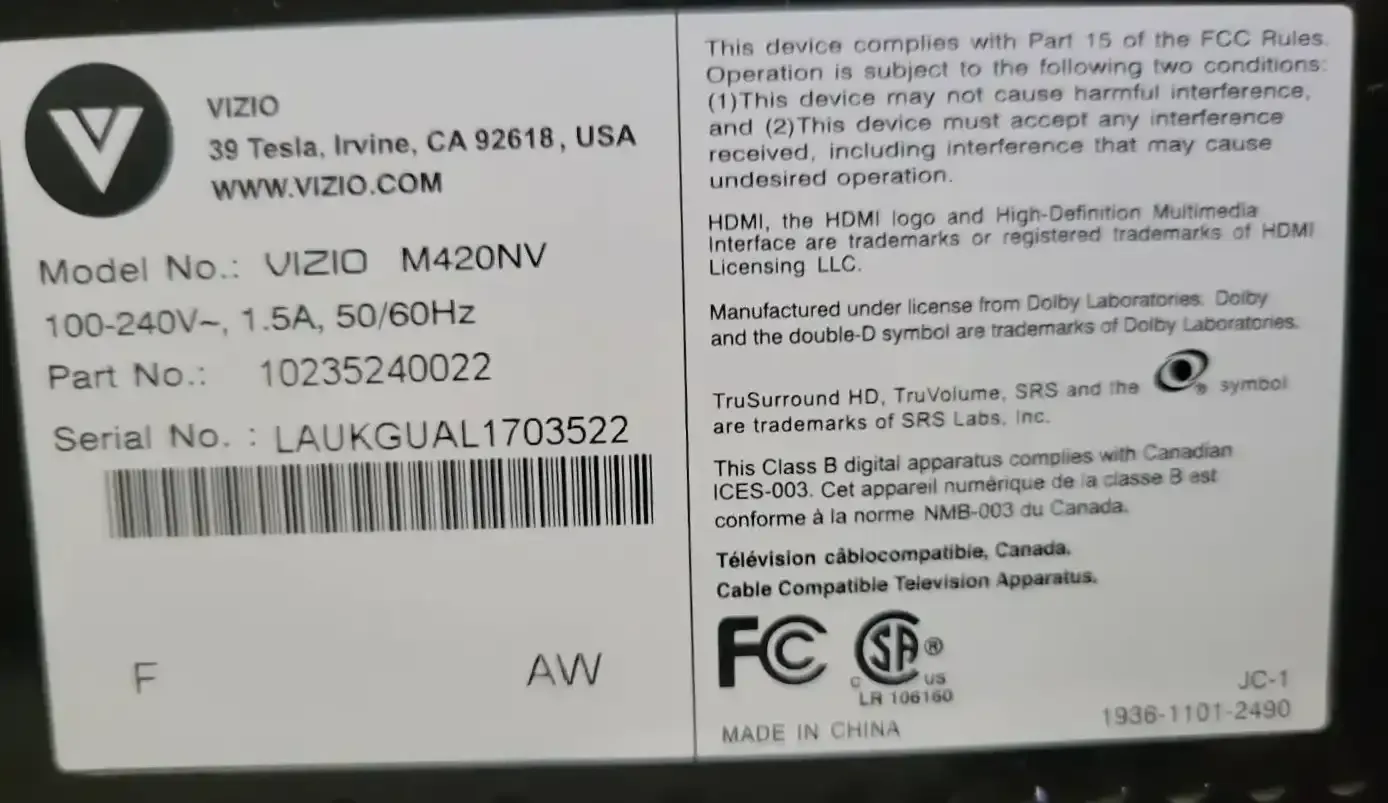 VIZIO
39 Tesla, Irvine, CA 92618, USA
WWW.VIZIO.COM
Model No.: VIZIO M420NV
100-240V~, 1.5A, 50/60Hz
Part No.: 10235240022
Serial No. : LAUKGUAL1703522
F AW
This device complies with Part 15 of the FCC Rules.
Operation is subject to the following two conditions:
(1)This device may not cause harmful interference,
and (2)This device must accept any interference
received, including interference that may cause
undesired operation.
HDMI, the HDMI logo and High-Definition Multimedia
Interface are trademarks or registered trademarks of HDMI
Licensing LLC.
Manufactured under license from Dolby Laboratories. Dolby
and the double-D symbol are trademarks of Dolby Laboratories.
TruSurround HD, TruVolume, SRS and the ® symbol
are trademarks of SRS Labs, Inc.
This Class B digital apparatus complies with Canadian
ICES-003. Cet appareil numérique de la classe B est
conforme à la norme NMB-003 du Canada.
Télévision câblocompatible, Canada.
Cable Compatible Television Apparatus.
FC SA ®
C US
LR 106160
JC-1
MADE IN CHINA 1936-1101-2490